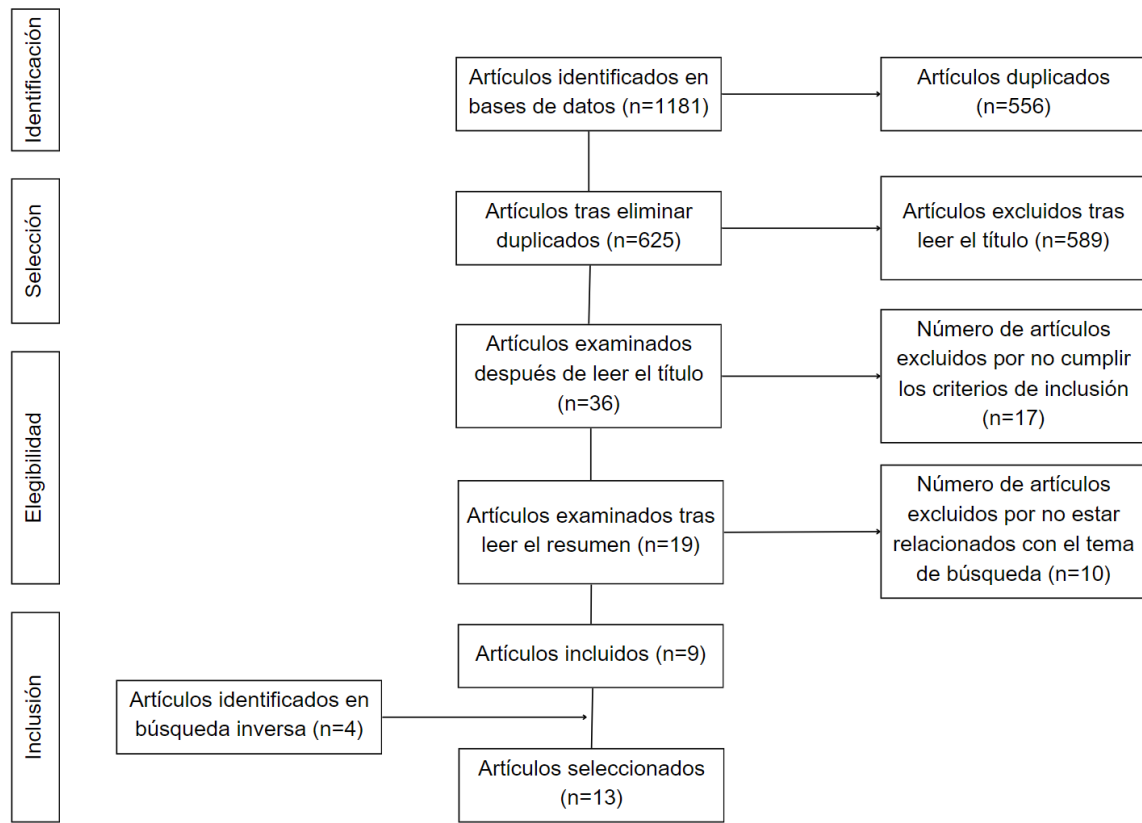 Identificación
Artículos identificados en
bases de datos (n=1181)
Artículos duplicados
(n=556)
Selección
Artículos tras eliminar
duplicados (n=625)
Artículos excluidos tras
leer el título (n=589)
Elegibilidad
Artículos examinados
después de leer el título
(n=36)
Número de artículos
excluidos por no cumplir
los criterios de inclusión
(n=17)
Artículos examinados tras
leer el resumen (n=19)
Número de artículos
excluidos por no estar
relacionados con el tema
de búsqueda (n=10)
Inclusión
Artículos incluidos (n=9)
Artículos identificados en
búsqueda inversa (n=4)
Artículos seleccionados
(n=13)